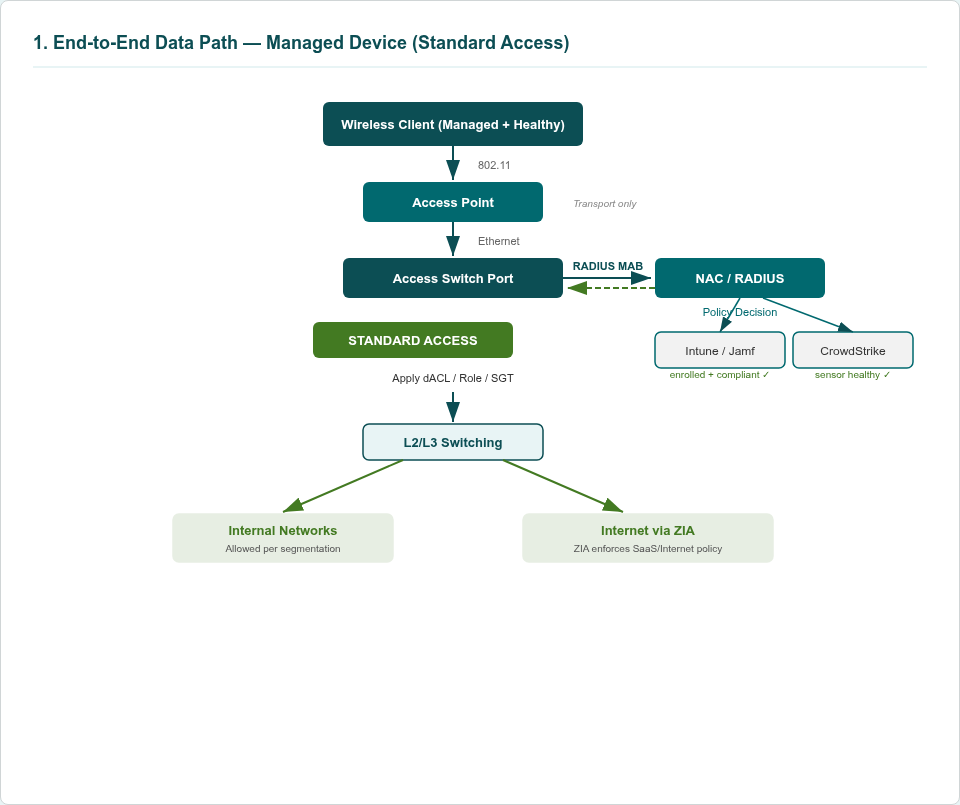 1. End-to-End Data Path — Managed Device (Standard Access)
Wireless Client (Managed + Healthy)
802.11
Access Point
Transport only
Ethernet
Access Switch Port
RADIUS MAB
NAC / RADIUS
Policy Decision
STANDARD ACCESS
Intune / Jamf
CrowdStrike
enrolled + compliant ✓
sensor healthy ✓
Apply dACL / Role / SGT
L2/L3 Switching
Internal Networks
Allowed per segmentation
Internet via ZIA
ZIA enforces SaaS/Internet policy